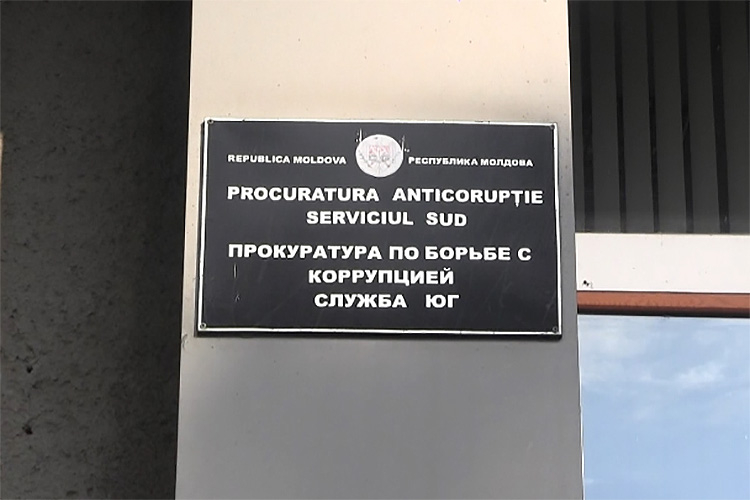 REPUBLICA MOLDOVA РЕСПУБЛИКА МОЛДОВА
PROCURATURA ANTICORUPȚIE
SERVICIUL SUD
ПРОКУРАТУРА ПО БОРЬБЕ С
КОРРУПЦИЕЙ
СЛУЖБА ЮГ